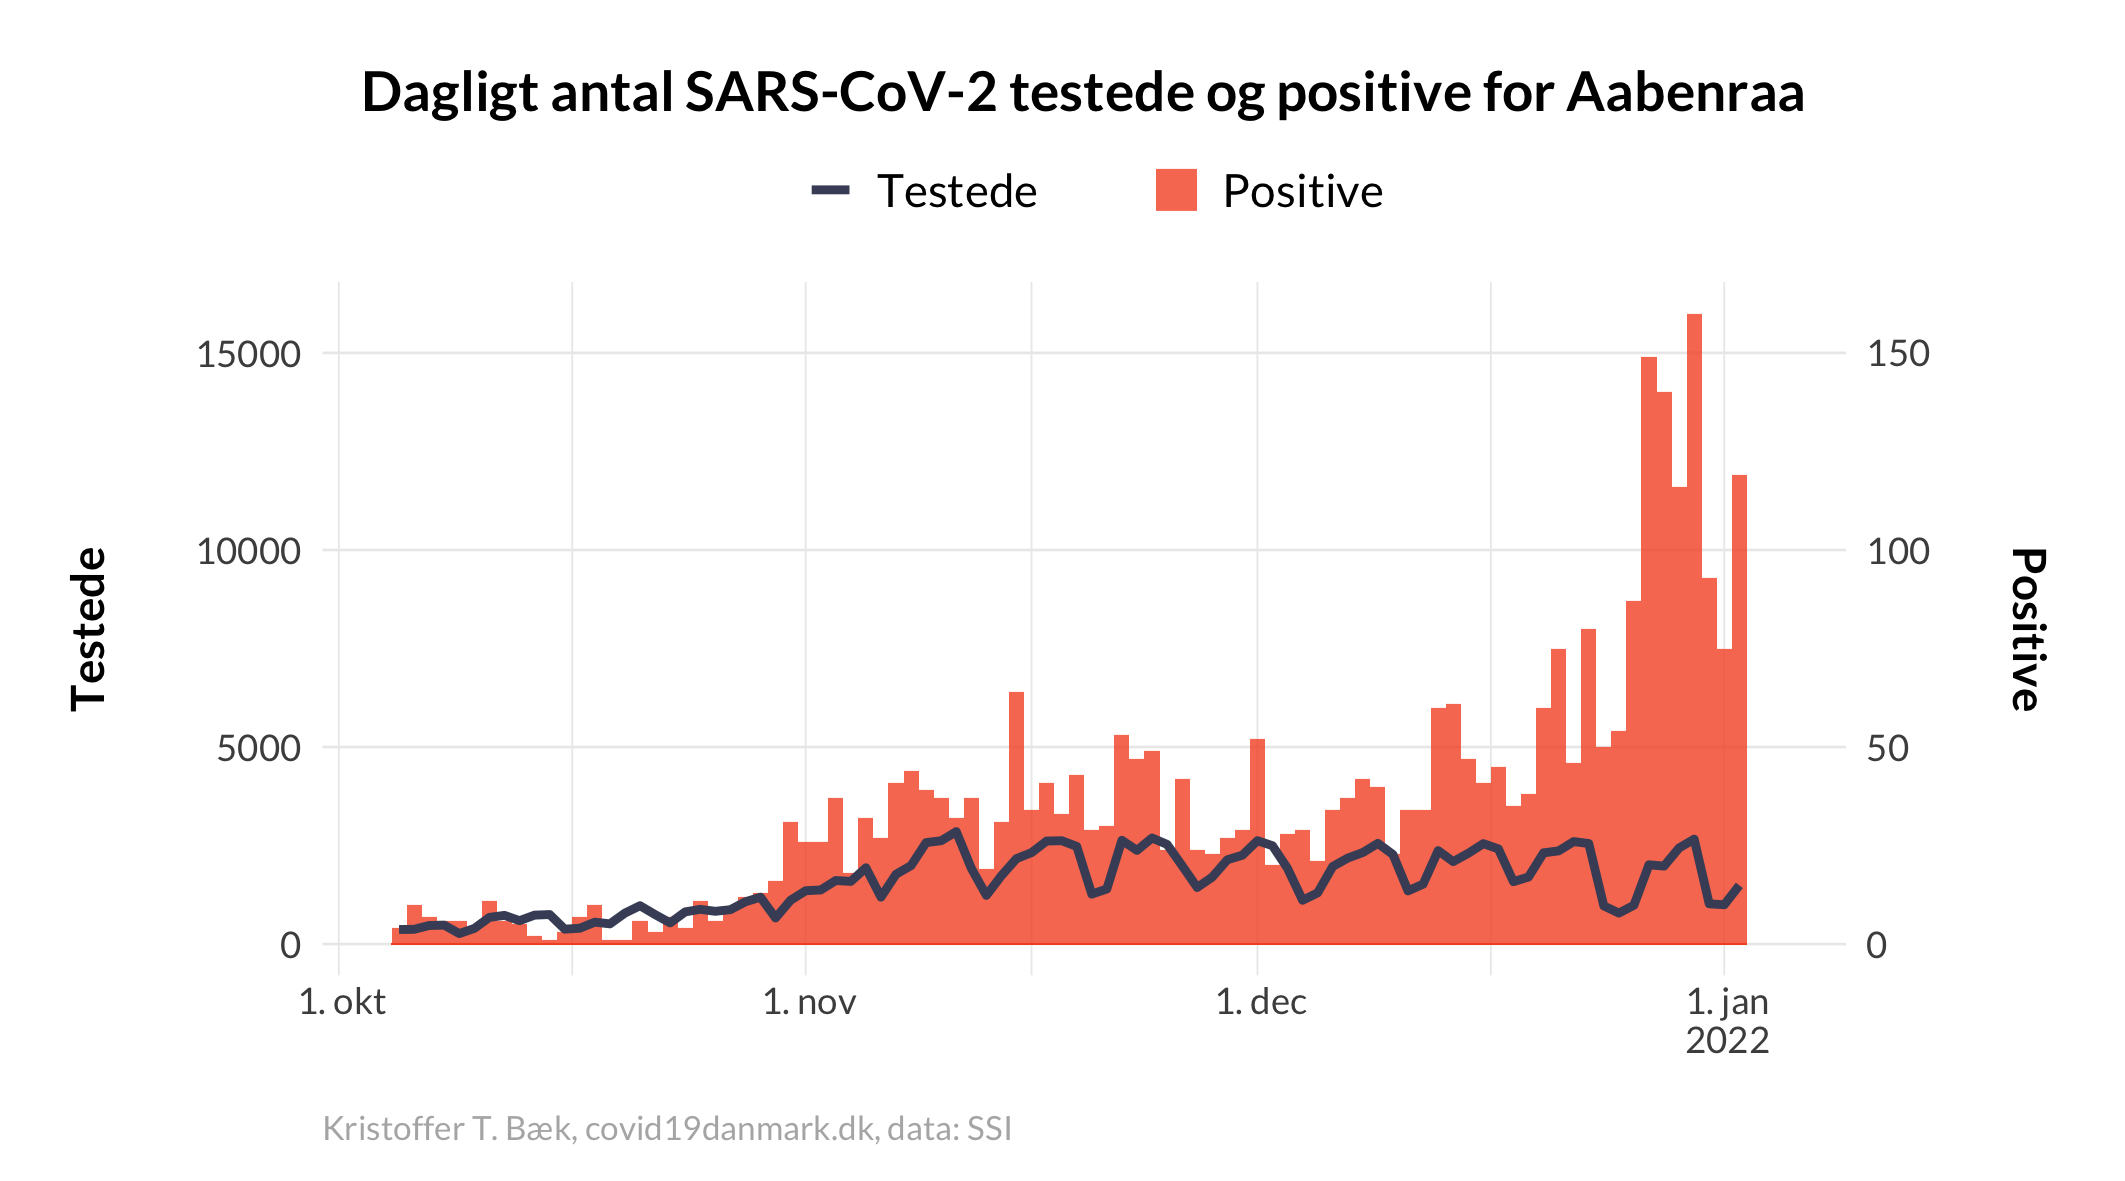 Dagligt antal SARS-CoV-2 testede og positive for Aabenraa
Testede
Positive
15000
10000
5000
0
150
100
50
0
Testede
Positive
1. okt
1. nov
1. dec
1. jan
2022
Kristoffer T. Bæk, covid19danmark.dk, data: SSI